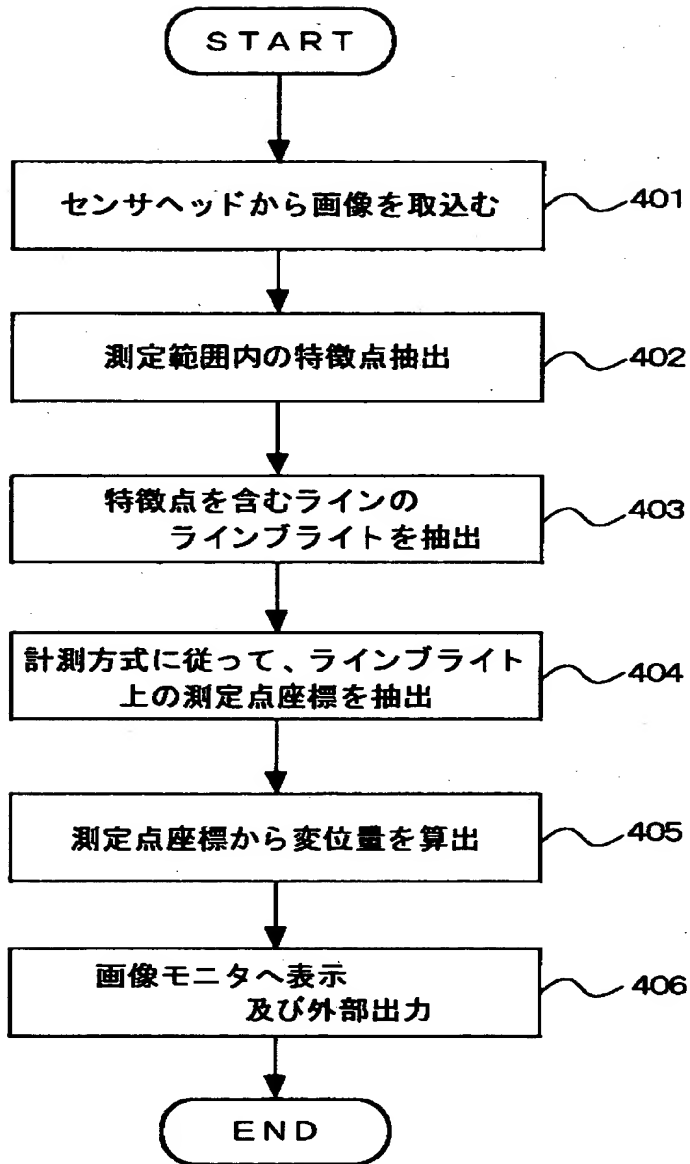 START
センサヘッドから画像を取込む
401
測定範囲内の特徴点抽出
402
特徴点を含むラインの
ラインブライトを抽出
403
計測方式に従って、ラインブライト
上の測定点座標を抽出
404
測定点座標から変位量を算出
405
画像モニタへ表示
及び外部出力
406
END